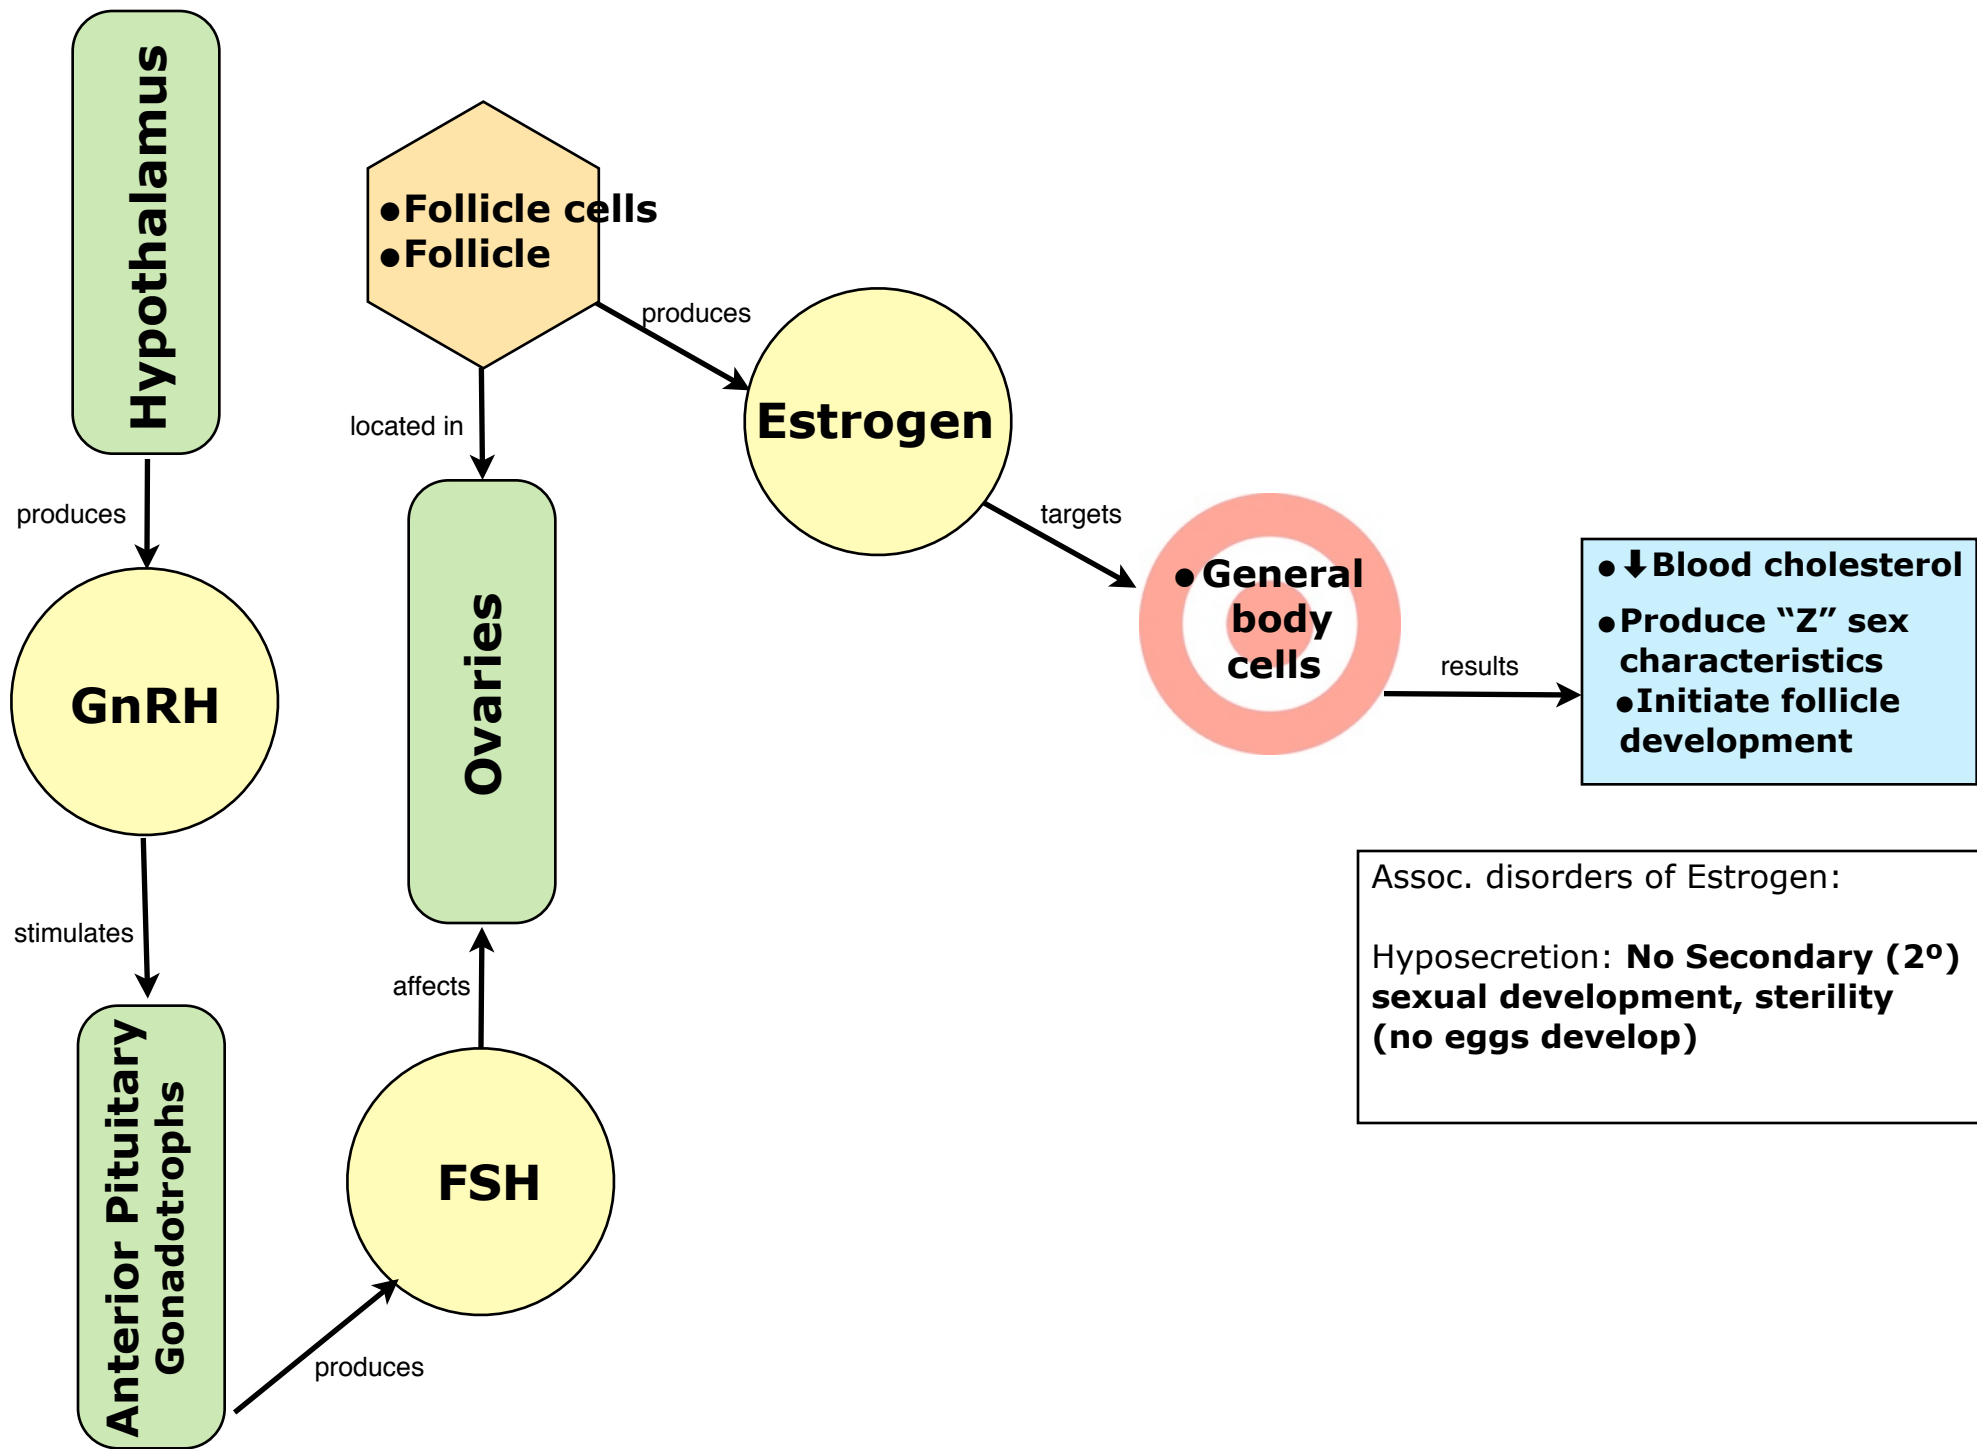 Hypothalamus
produces
GnRH
stimulates
Anterior Pituitary
Gonadotrophs
produces
FSH
affects
Ovaries
located in
•Follicle cells
•Follicle
produces
Estrogen
targets
• General
body
cells
results
• ⬇Blood cholesterol
•Produce “Z” sex
characteristics
•Initiate follicle
development
Assoc. disorders of Estrogen:
Hyposecretion: No Secondary (2º)
sexual development, sterility
(no eggs develop)